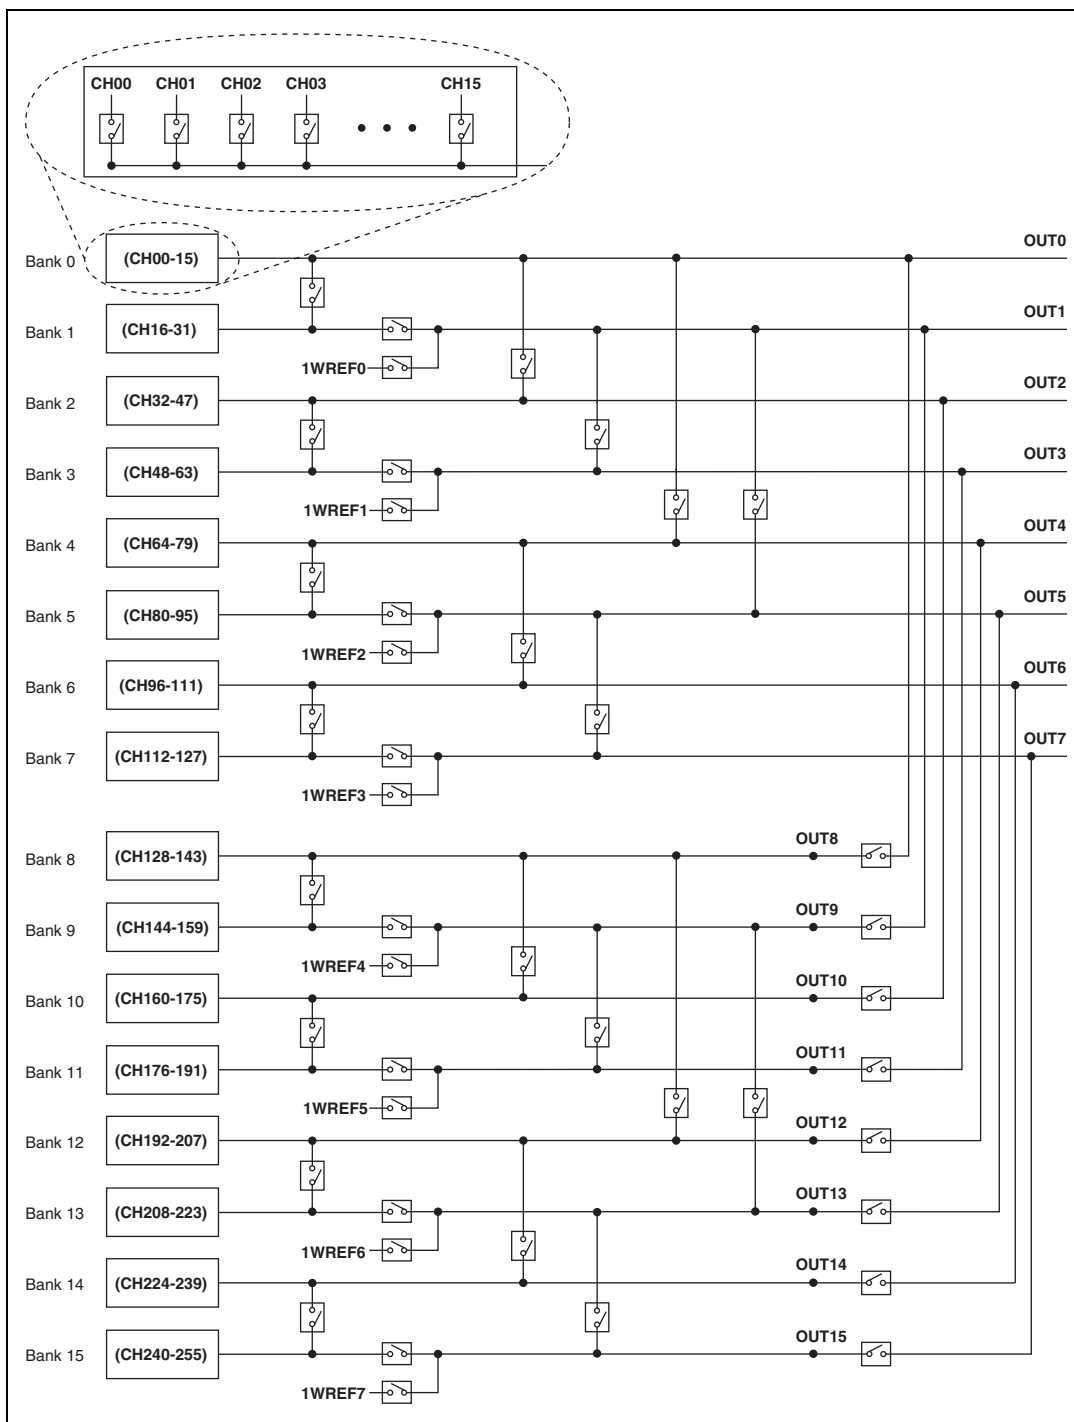 CH00 CH01 CH02 CH03 CH15
OUT0
Bank 0 (CH00-15)
OUT1
Bank 1 (CH16-31)
1WREF0
OUT2
Bank 2 (CH32-47)
OUT3
Bank 3 (CH48-63)
1WREF1
OUT4
Bank 4 (CH64-79)
OUT5
Bank 5 (CH80-95)
1WREF2
OUT6
Bank 6 (CH96-111)
OUT7
Bank 7 (CH112-127)
1WREF3
OUT8
Bank 8 (CH128-143)
OUT9
Bank 9 (CH144-159)
1WREF4
OUT10
Bank 10 (CH160-175)
OUT11
Bank 11 (CH176-191)
1WREF5
OUT12
Bank 12 (CH192-207)
OUT13
Bank 13 (CH208-223)
1WREF6
OUT14
Bank 14 (CH224-239)
OUT15
Bank 15 (CH240-255)
1WREF7